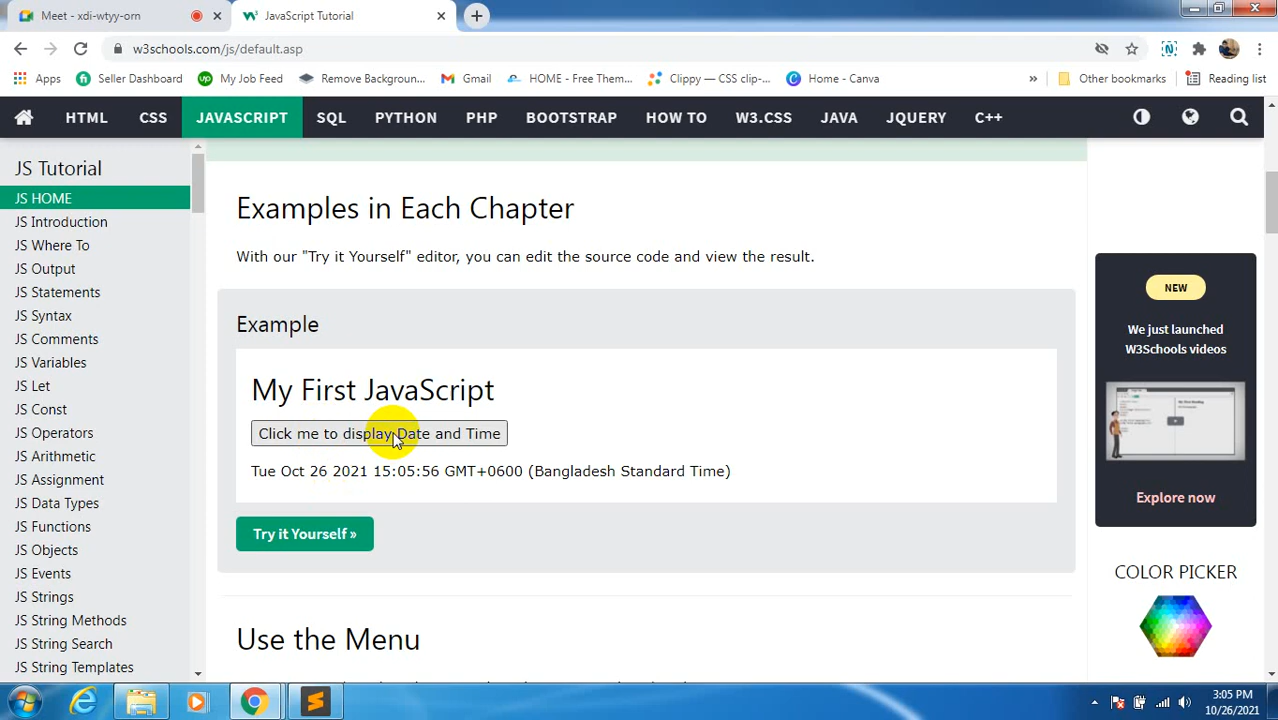 Meet - xdi-wtyy-orn
JavaScript Tutorial
w3schools.com/js/default.asp
Apps
Seller Dashboard
My Job Feed
Remove Backgroun...
Gmail
HOME - Free Them...
Clippy — CSS clip-...
Home - Canva
»
Other bookmarks
Reading list
HTML
CSS
JAVASCRIPT
SQL
PYTHON
PHP
BOOTSTRAP
HOW TO
W3.CSS
JAVA
JQUERY
C++
JS Tutorial
JS HOME
JS Introduction
JS Where To
JS Output
JS Statements
JS Syntax
JS Comments
JS Variables
JS Let
JS Const
JS Operators
JS Arithmetic
JS Assignment
JS Data Types
JS Functions
JS Objects
JS Events
JS Strings
JS String Methods
JS String Search
JS String Templates
Examples in Each Chapter
With our "Try it Yourself" editor, you can edit the source code and view the result.
Example
My First JavaScript
Click me to display Date and Time
Tue Oct 26 2021 15:05:56 GMT+0600 (Bangladesh Standard Time)
Try it Yourself »
Use the Menu
NEW
We just launched
W3Schools videos
Explore now
COLOR PICKER
3:05 PM
10/26/2021